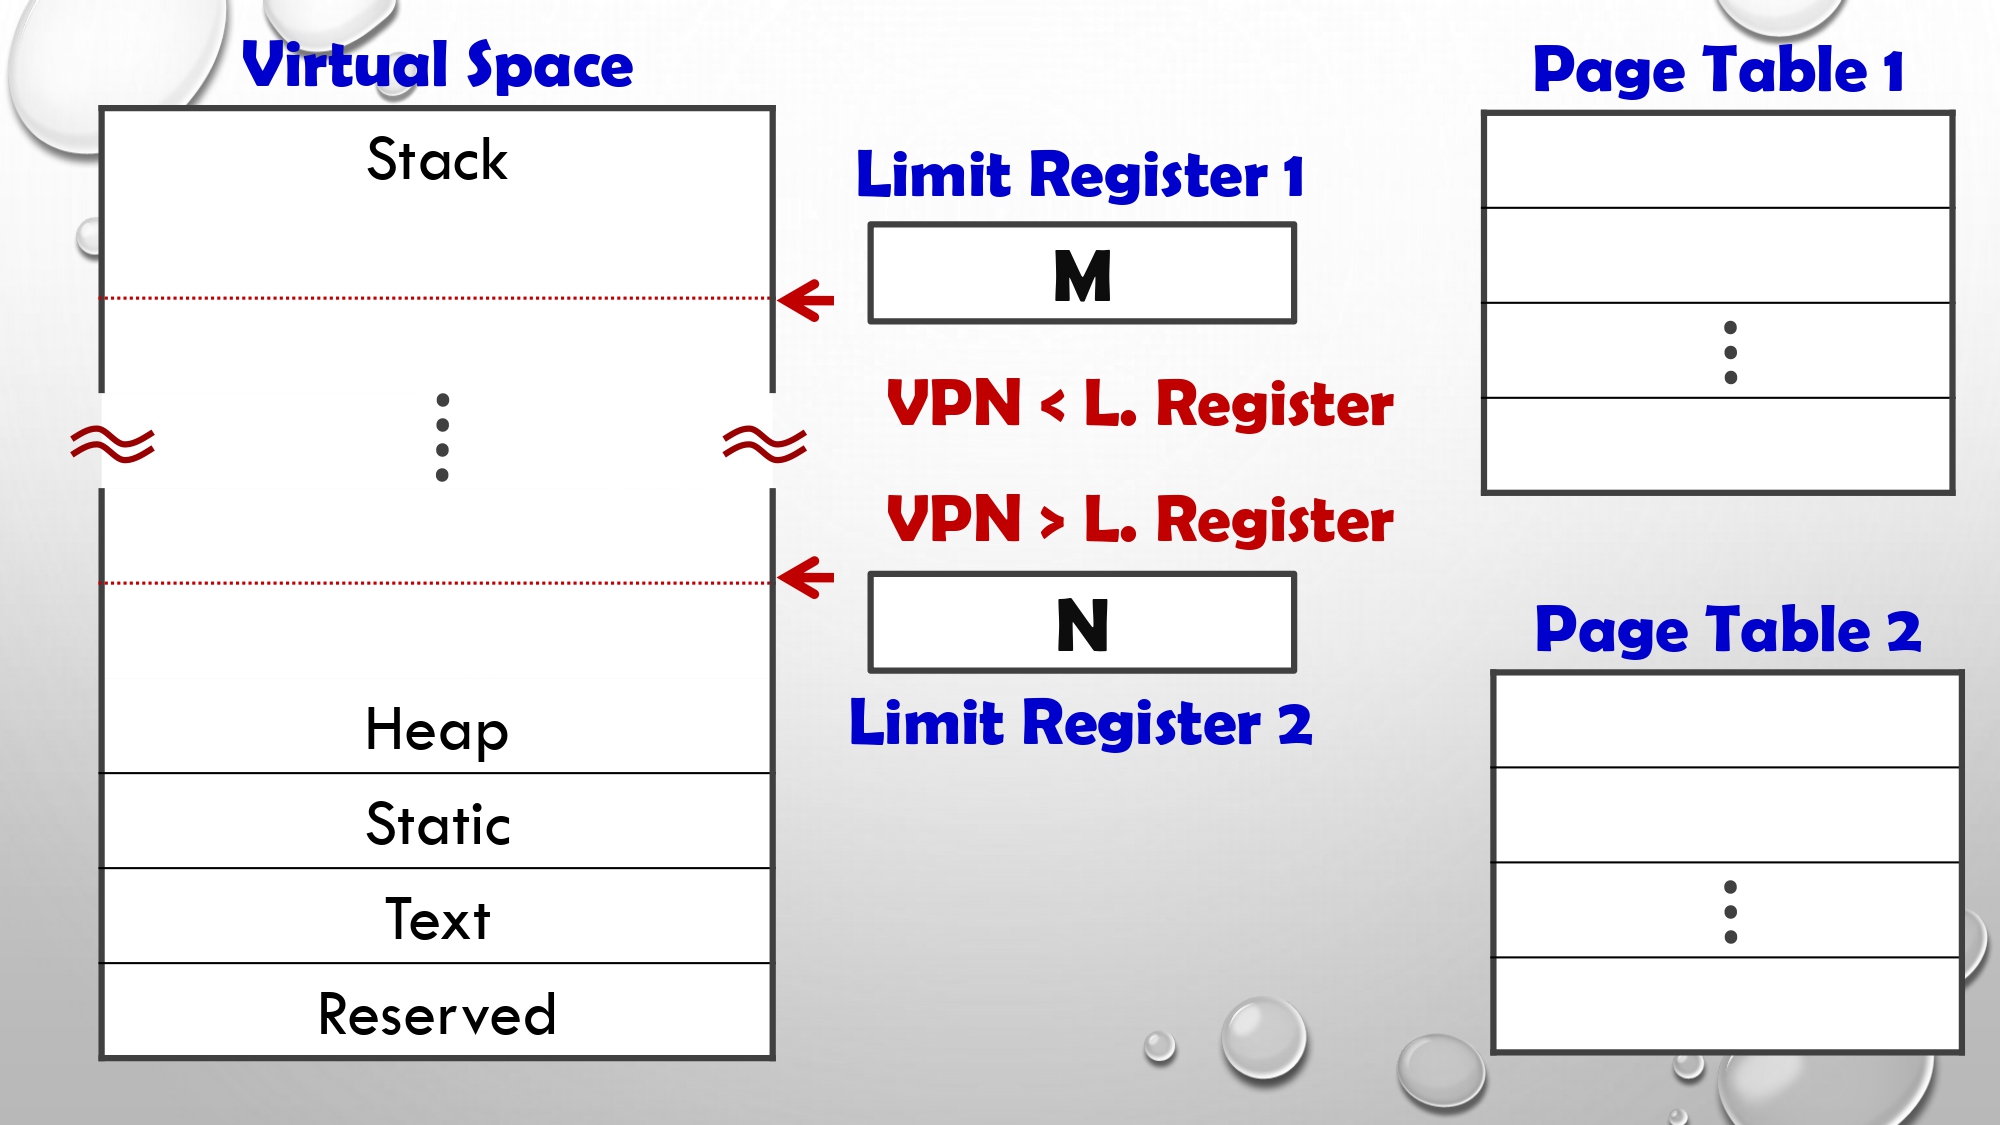 Virtual Space
Stack
Heap
Static
Text
Reserved
Limit Register 1
M
VPN < L. Register
VPN > L. Register
N
Limit Register 2
Page Table 1
Page Table 2